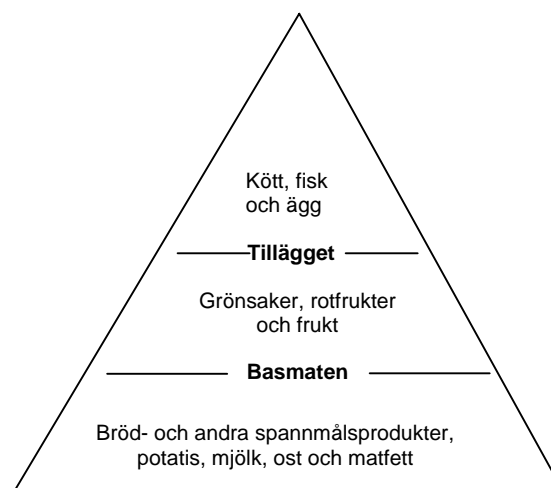 Kött, fisk
och ägg
Tillägget
Grönsaker, rotfrukter
och frukt
Basmaten
Bröd- och andra spannmålsprodukter,
potatis, mjölk, ost och matfett